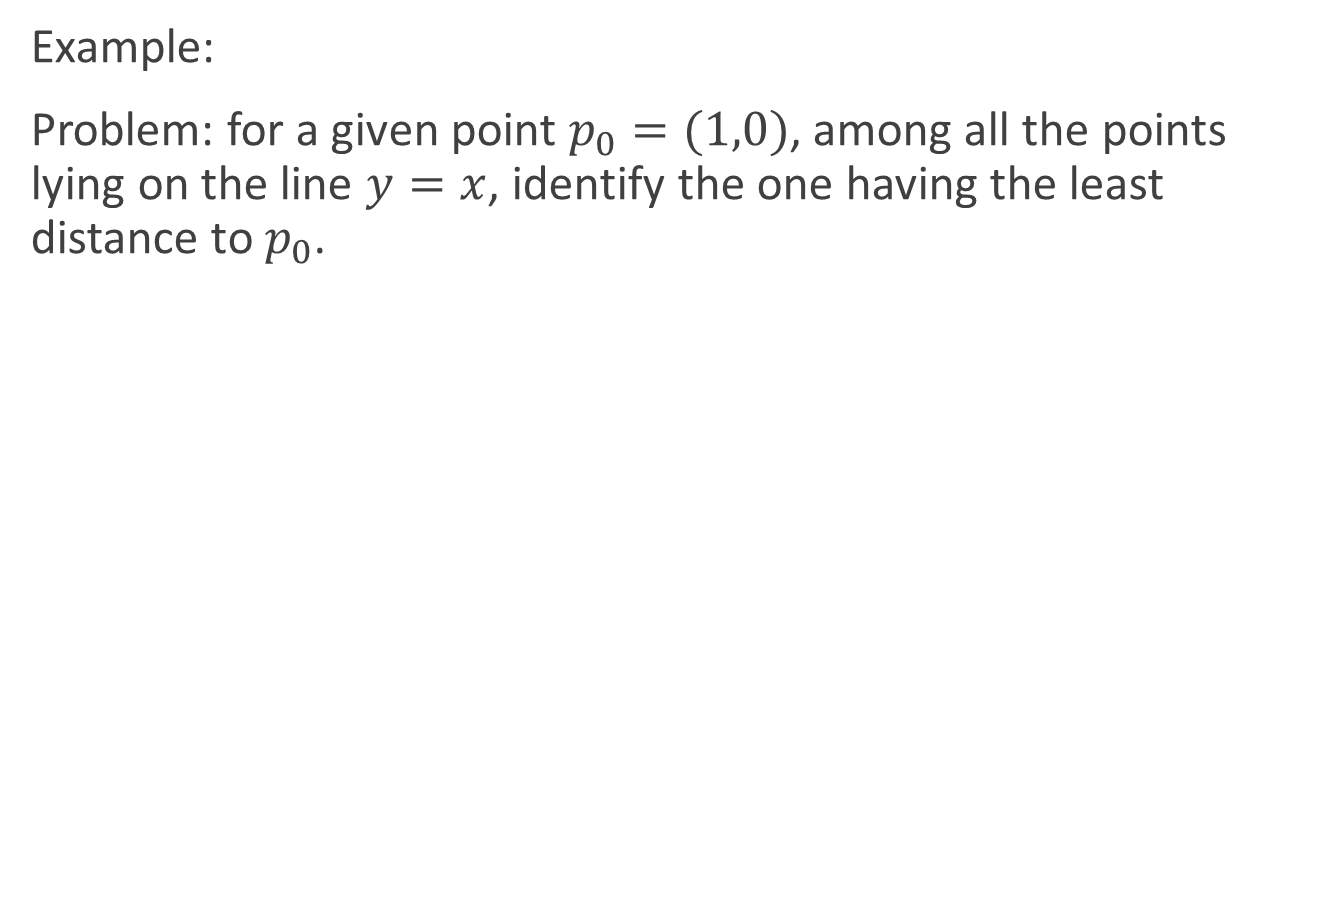 Example:
Problem: for a given point 𝑝₀ = (1,0), among all the points
lying on the line 𝑦 = 𝑥, identify the one having the least
distance to 𝑝₀.